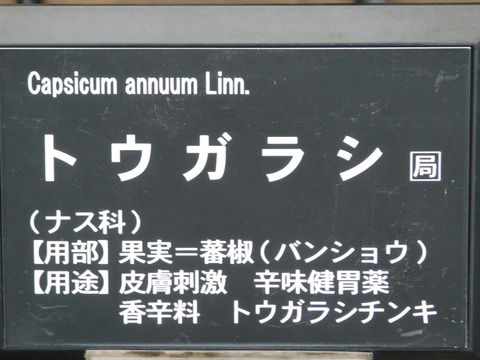 Capsicum annuum Linn.
トウガラシ 局
(ナス科)
【用部】果実=蕃椒(バンショウ)
【用途】皮膚刺激 辛味健胃薬
香辛料 トウガラシチンキ